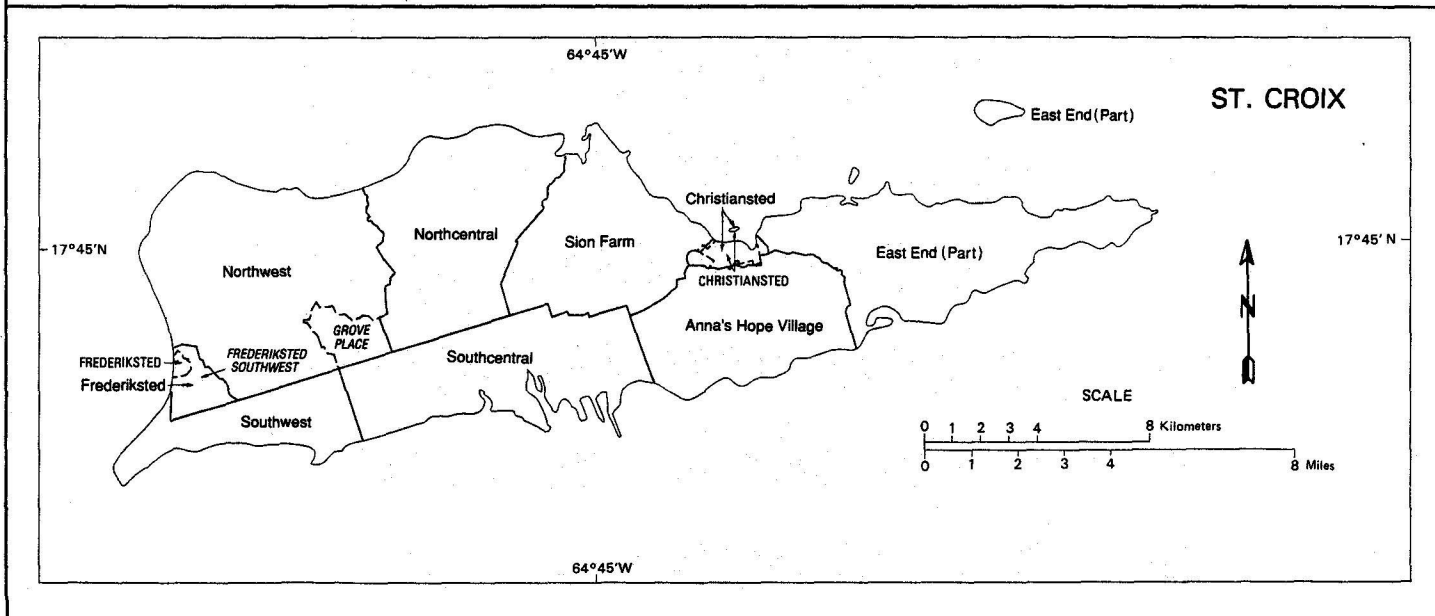 64°45'W
ST. CROIX
East End (Part)
Christiansted
17°45'N
Northcentral
Sion Farm
East End (Part)
17°45'N
Northwest
CHRISTIANSTED
N
GROVE
PLACE
Anna's Hope Village
FREDERIKSTED
FREDERIKSTED
SOUTHWEST
Southcentral
Frederiksted
SCALE
Southwest
0 1 2 3 4 8 Kilometers
0 1 2 3 4 8 Miles
64°45'W